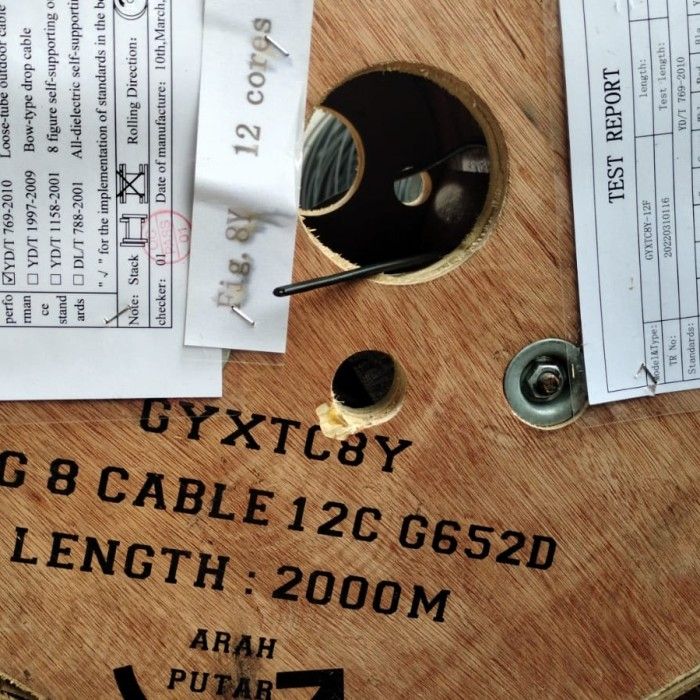 Loose-tube outdoor cable
perfo ☑ YD/T 769-2010
rman ☐ YD/T 1997-2009 Bow-type drop cable
ce ☐ YD/T 1158-2001 8 figure self-supporting
stand ☐ DL/T 788-2001 All-dielectric self-supporting
ards " √ " for the implementation of standards in the
Note: Stack Rolling Direction:
checker: 01 Date of manufacture: 10th,March,
Fig. 8Y 12 cores
TEST REPORT
Model&Type: GYXTC8Y-12F length:
TR No: 20220310116 Test length:
Standards: YD/T 769-2010
GYXTC8Y
G 8 CABLE 12C G652D
LENGTH : 2000M
ARAH
PUTAR